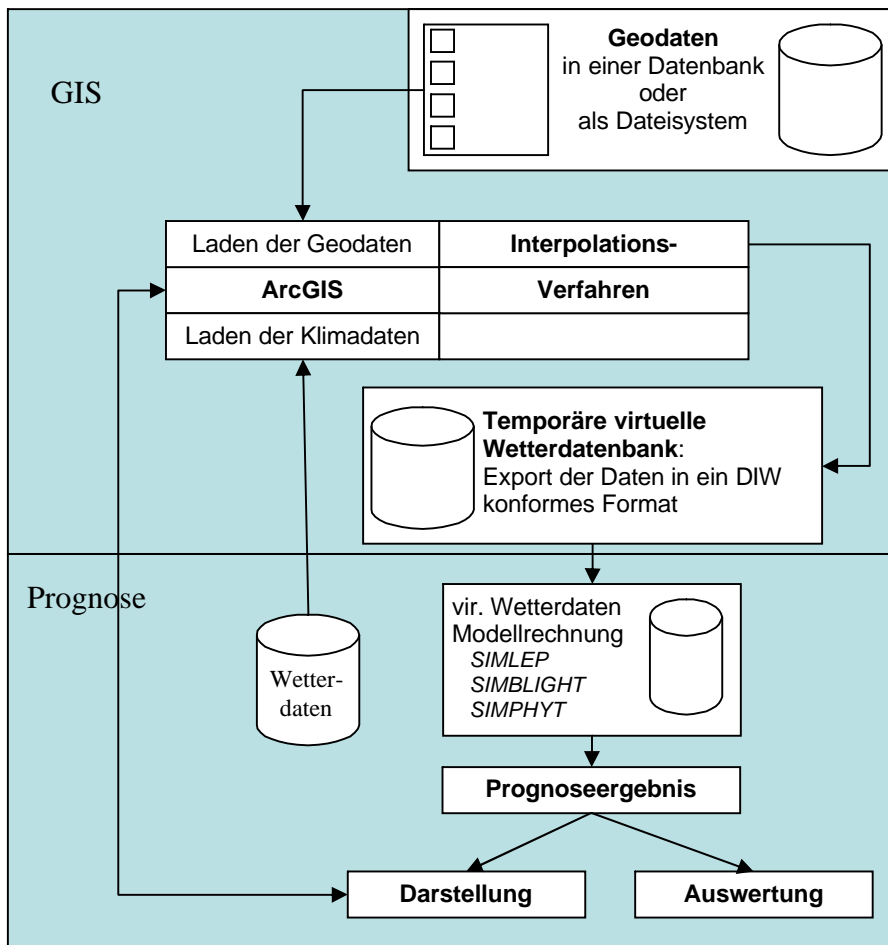 GIS
Geodaten
in einer Datenbank
oder
als Dateisystem
Laden der Geodaten
Interpolations-
ArcGIS
Verfahren
Laden der Klimadaten
Temporäre virtuelle
Wetterdatenbank:
Export der Daten in ein DIW
konformes Format
Prognose
Wetter-
daten
vir. Wetterdaten
Modellrechnung
SIMLEP
SIMBLIGHT
SIMPHYT
Prognoseergebnis
Darstellung
Auswertung